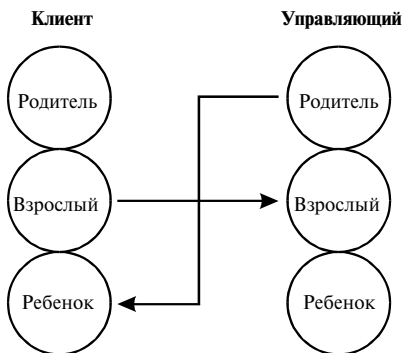 Клиент Управляющий
Родитель Родитель
Взрослый Взрослый
Ребенок Ребенок